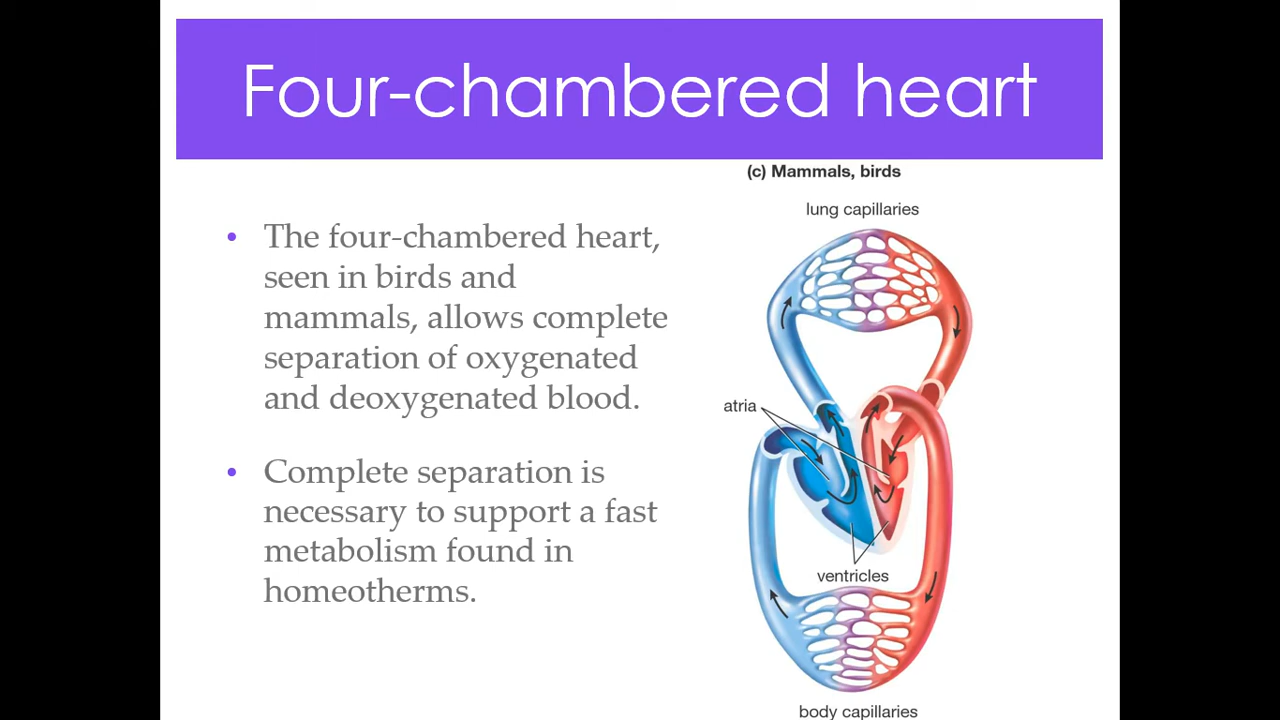 Four-chambered heart
• The four-chambered heart,
seen in birds and
mammals, allows complete
separation of oxygenated
and deoxygenated blood.
• Complete separation is
necessary to support a fast
metabolism found in
homeotherms.
(c) Mammals, birds
lung capillaries
atria
ventricles
body capillaries